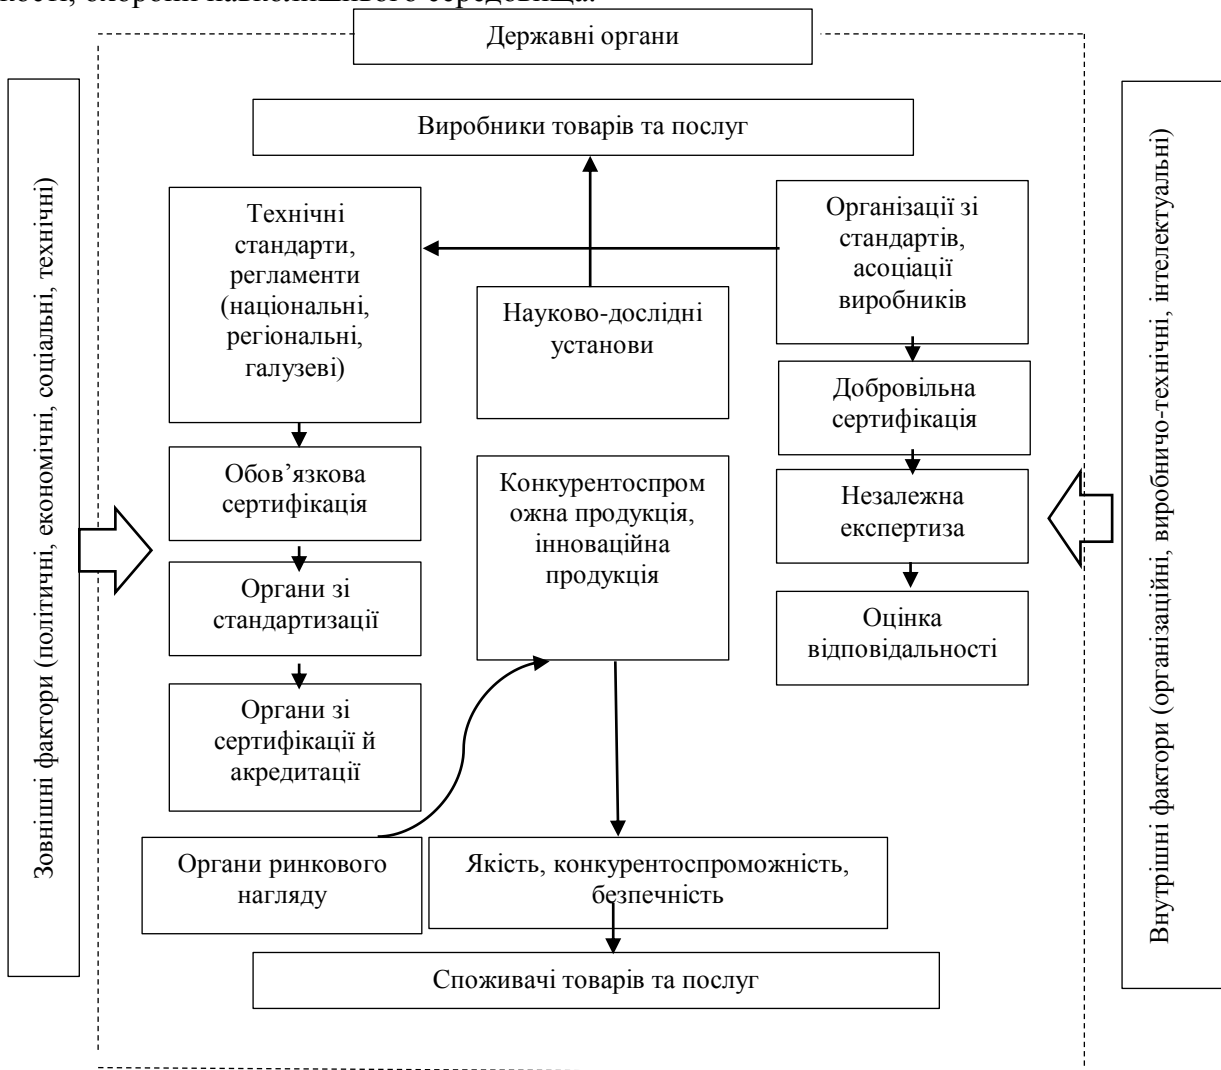 кості, охорони навколишнього середовища.
Державні органи
Виробники товарів та послуг
Зовнішні фактори (політичні, економічні, соціальні, технічні)
Технічні
стандарти,
регламенти
(національні,
регіональні,
галузеві)
Науково-дослідні
установи
Організації зі
стандартів,
асоціації
виробників
Добровільна
сертифікація
Обов’язкова
сертифікація
Конкурентоспром
ожна продукція,
інноваційна
продукція
Незалежна
експертиза
Органи зі
стандартизації
Оцінка
відповідальності
Органи зі
сертифікації й
акредитації
Органи ринкового
нагляду
Якість, конкурентоспроможність,
безпечність
Споживачі товарів та послуг
Внутрішні фактори (організаційні, виробничо-технічні, інтелектуальні)